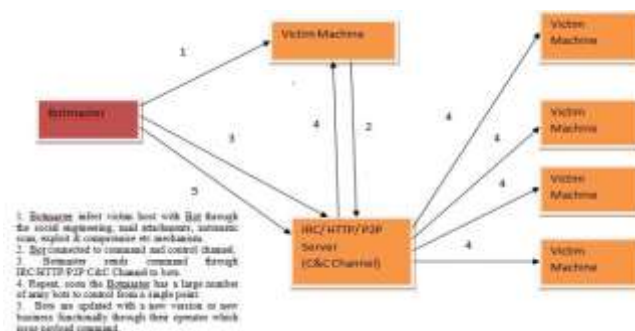 Victim Machine
Botmaster
1
3
5
4
2
IRC/ HTTP/ P2P
Server
(C&C Channel)
4
4
4
4
Victim
Machine
Victim
Machine
Victim
Machine
Victim
Machine
1. Botmaster infect victim host with Bot through
the social engineering, mail attachments, automatic
scan, exploit & compromise etc mechanism.
2. Bot connected to command and control channel.
3. Botmaster sends command through
IRC/HTTP/P2P C&C Channel to bots.
4. Repeat, soon the Botmaster has a large number
of army bots to control from a single point.
5. Bots are updated with a new version or new
business functionally through their operator which
issue payload command.